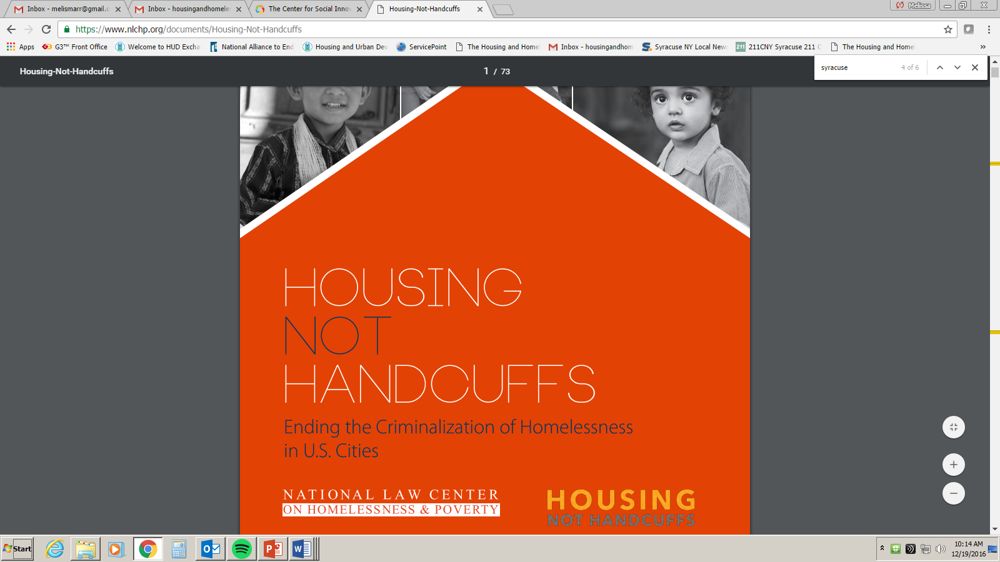 Inbox - melismarr@gmail.c
Inbox - housingandhomeles
The Center for Social Innov
Housing-Not-Handcuffs
Melissa
https://www.nlchp.org/documents/Housing-Not-Handcuffs
Apps
G3™ Front Office
Welcome to HUD Excha
National Alliance to End
Housing and Urban Dev
ServicePoint
The Housing and Homel
Inbox - housingandhom
Syracuse NY Local News
211
211CNY Syracuse 211 C
The Housing and Homel
»
Housing-Not-Handcuffs
1 / 73
syracuse
4 of 6
HOUSING
NOT
HANDCUFFS
Ending the Criminalization of Homelessness
in U.S. Cities
NATIONAL LAW CENTER
ON HOMELESSNESS & POVERTY
HOUSING
NOT HANDCUFFS
Start
10:14 AM
12/19/2016